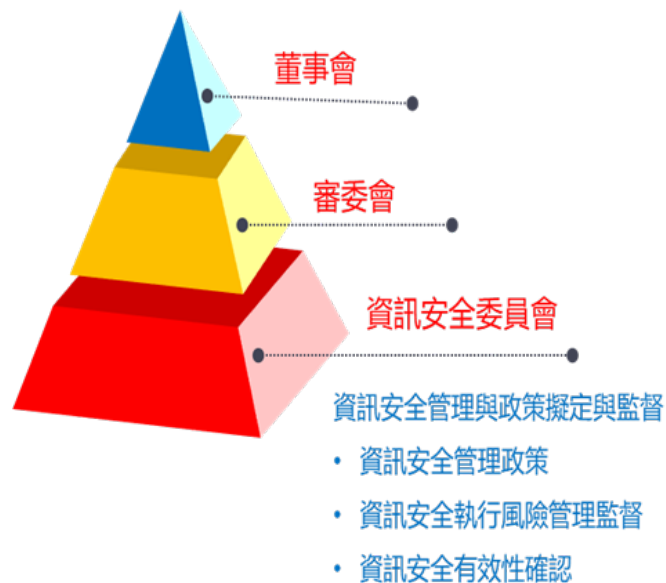 董事會
審委會
資訊安全委員會
資訊安全管理與政策擬定與監督
• 資訊安全管理政策
• 資訊安全執行風險管理監督
• 資訊安全有效性確認